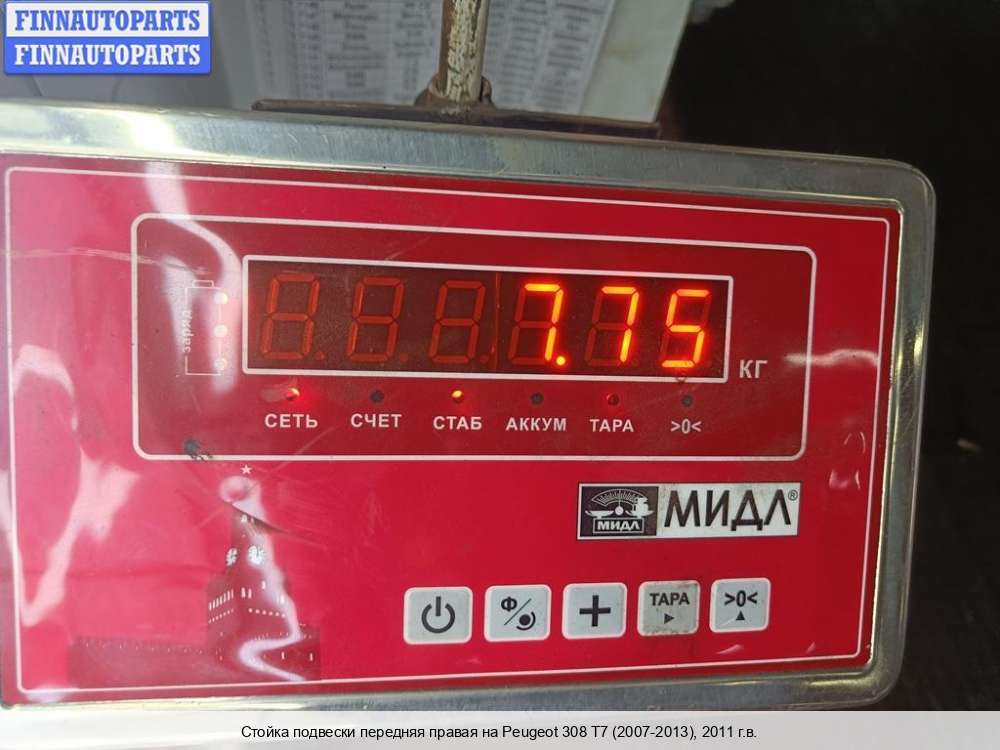 FINNAUTOPARTS
FINNAUTOPARTS
заряд
7.75
КГ
СЕТЬ СЧЕТ СТАБ АККУМ ТАРА >0<
МИДЛ МИДЛ®
Ф ТАРА >0<
Стойка подвески передняя правая на Peugeot 308 T7 (2007-2013), 2011 г.в.